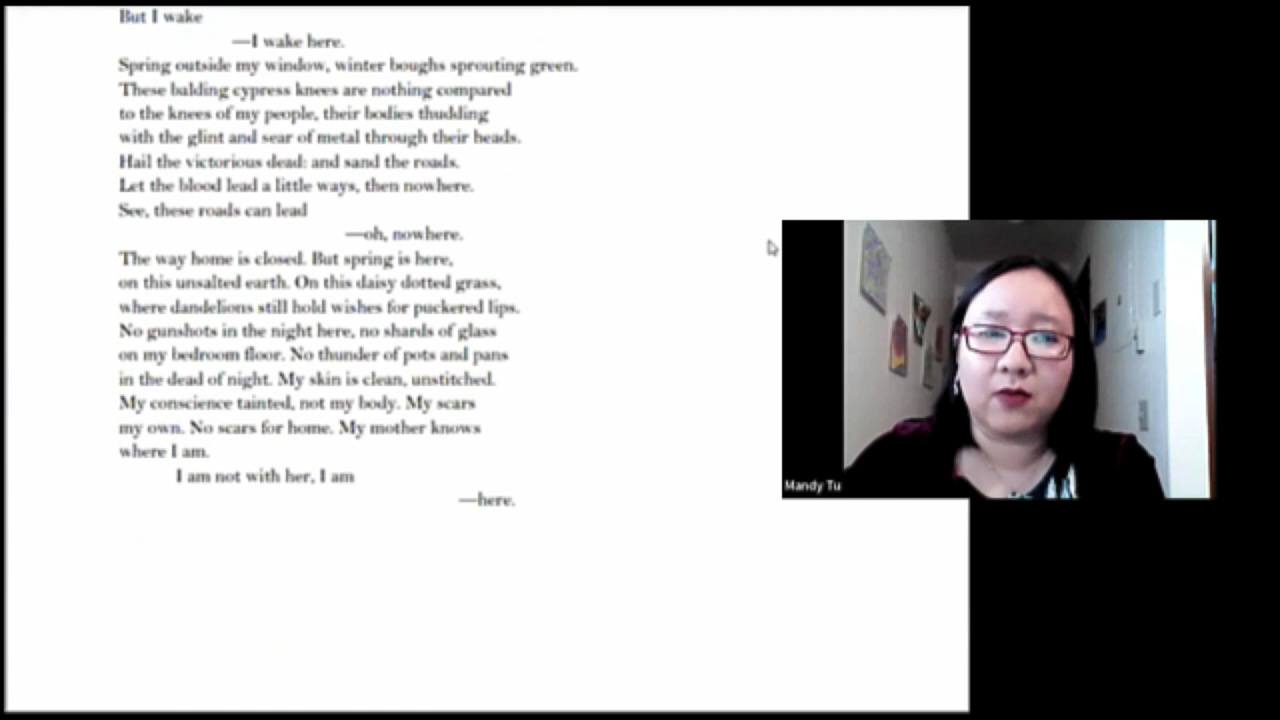 But I wake
—I wake here.
Spring outside my window, winter boughs sprouting green.
These balding cypress knees are nothing compared
to the knees of my people, their bodies thudding
with the glint and sear of metal through their heads.
Hail the victorious dead: and sand the roads.
Let the blood lead a little ways, then nowhere.
See, these roads can lead
—oh, nowhere.
The way home is closed. But spring is here,
on this unsalted earth. On this daisy dotted grass,
where dandelions still hold wishes for puckered lips.
No gunshots in the night here, no shards of glass
on my bedroom floor. No thunder of pots and pans
in the dead of night. My skin is clean, unstitched.
My conscience tainted, not my body. My scars
my own. No scars for home. My mother knows
where I am.
I am not with her, I am
—here.
Mandy Tu